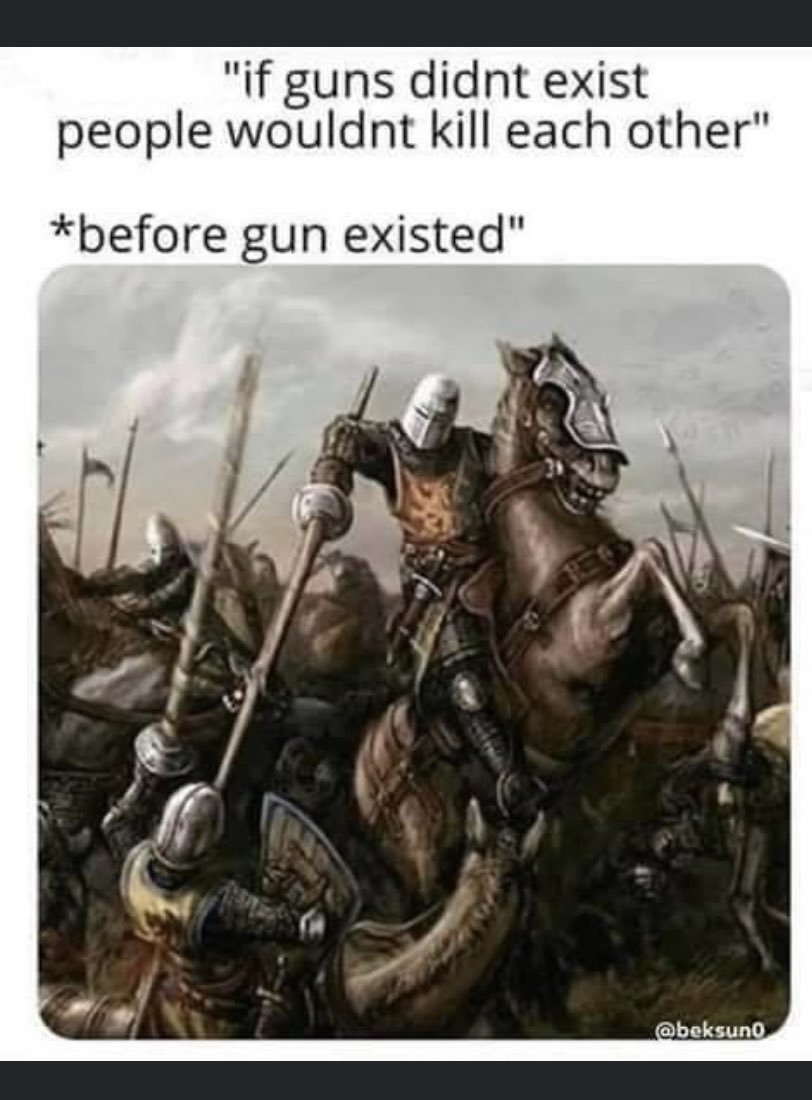 "if guns didnt exist
people wouldnt kill each other"
*before gun existed"
@beksun0